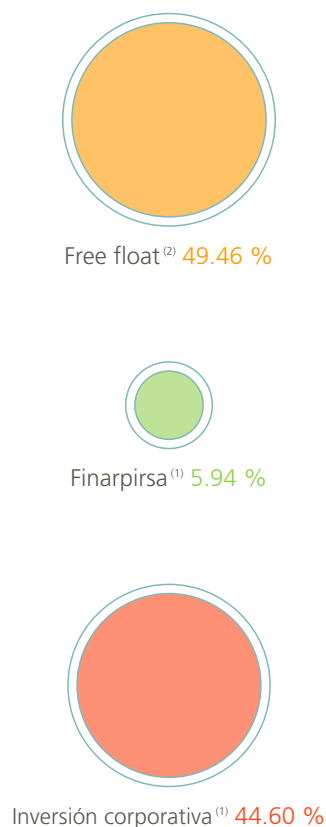 Free float (2) 49.46 %
Finarpirsa (1) 5.94 %
Inversión corporativa (1) 44.60 %